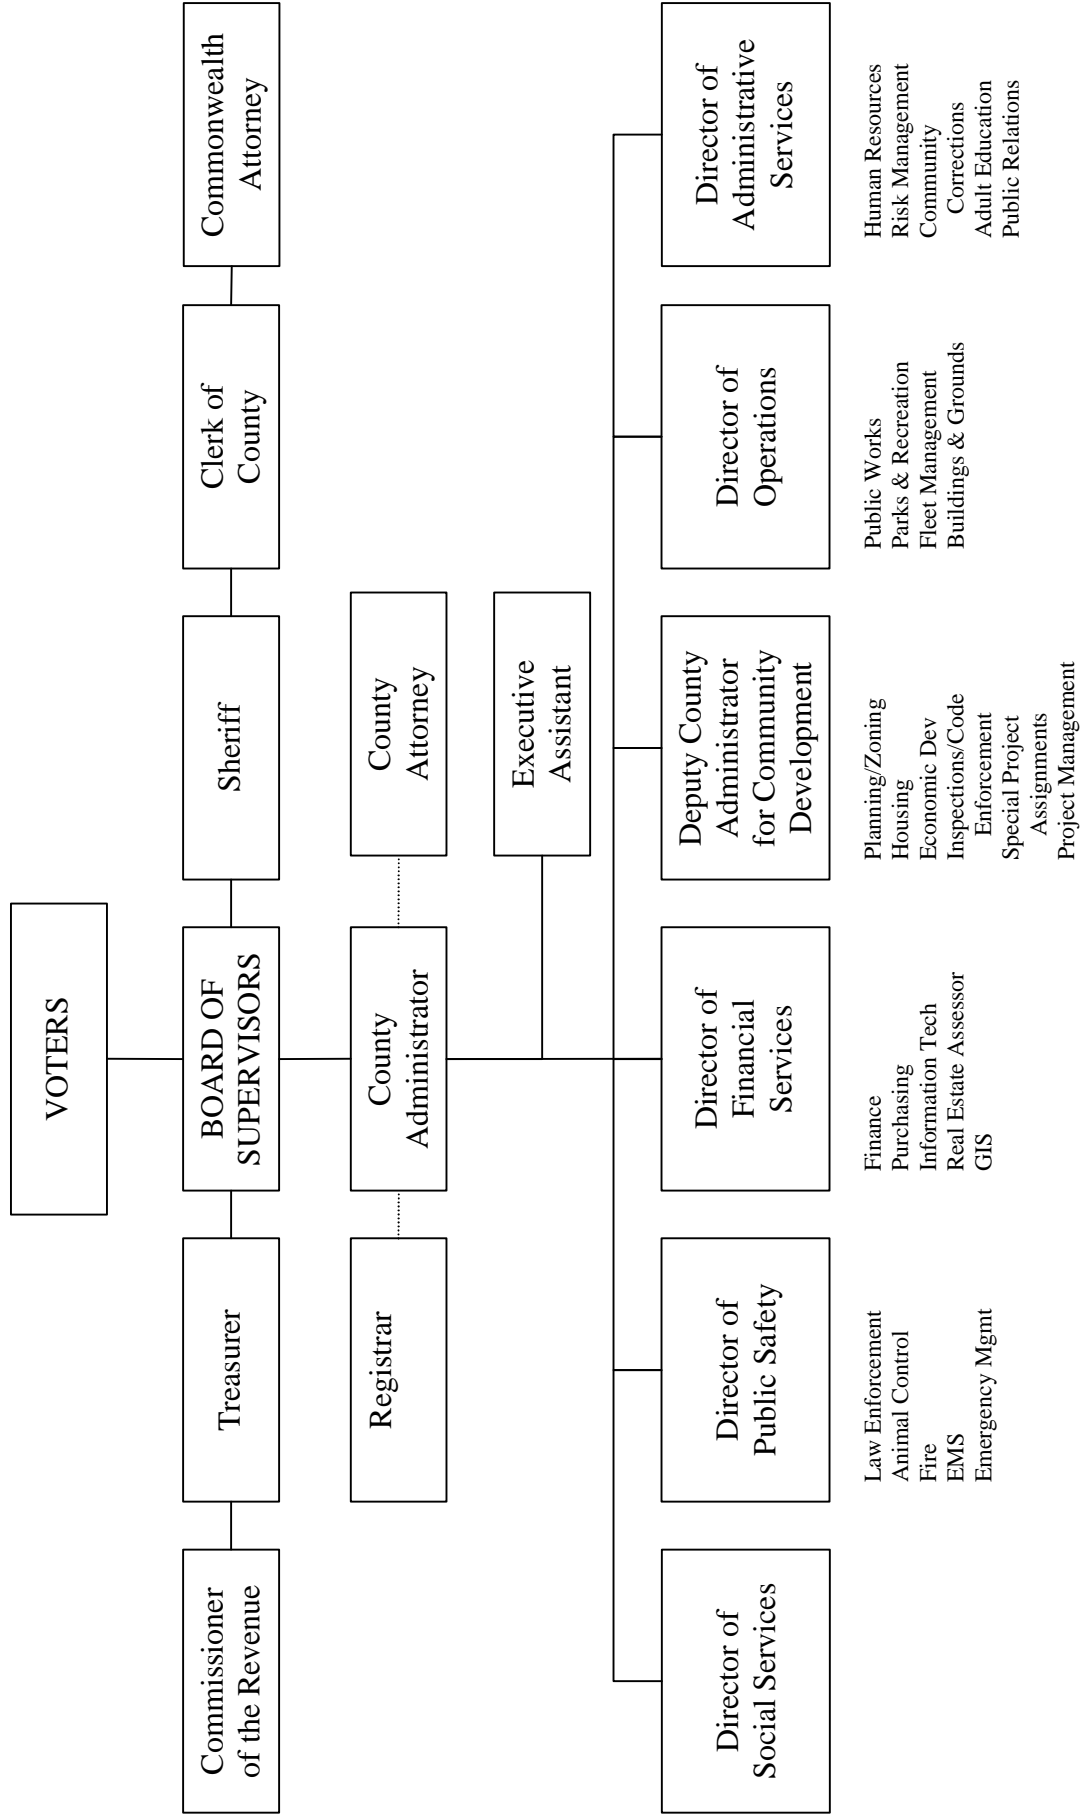 VOTERS
Commissioner
of the Revenue
Treasurer
BOARD OF
SUPERVISORS
Sheriff
Clerk of
County
Commonwealth
Attorney
Registrar
County
Administrator
County
Attorney
Executive
Assistant
Director of
Social Services
Director of
Public Safety
Director of
Financial
Services
Deputy County
Administrator
for Community
Development
Director of
Operations
Director of
Administrative
Services
Law Enforcement
Animal Control
Fire
EMS
Emergency Mgmt
Finance
Purchasing
Information Tech
Real Estate Assessor
GIS
Planning/Zoning
Housing
Economic Dev
Inspections/Code
Enforcement
Special Project
Assignments
Project Management
Public Works
Parks & Recreation
Fleet Management
Buildings & Grounds
Human Resources
Risk Management
Community
Corrections
Adult Education
Public Relations